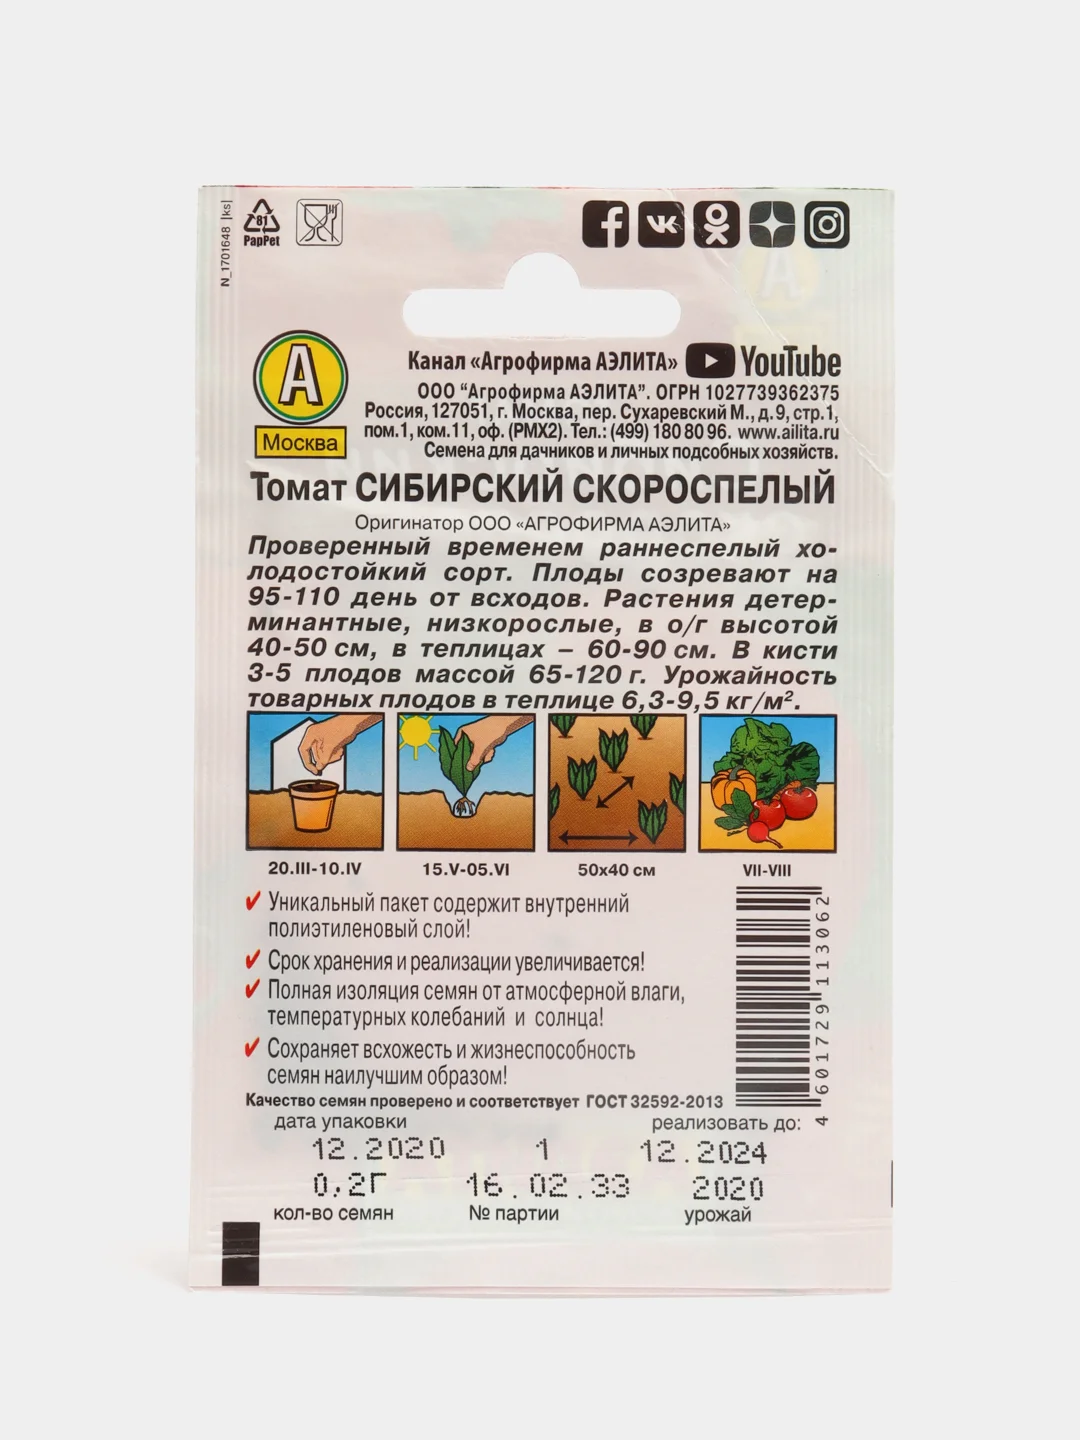 N_1701648 |ks|
81
PapPet
Канал «Агрофирма АЭЛИТА» YouTube
А
Москва
ООО “Агрофирма АЭЛИТА”. ОГРН 1027739362375
Россия, 127051, г. Москва, пер. Сухаревский М., д.9, стр.1,
пом.1, ком.11, оф. (РМХ2). Тел.: (499) 180 80 96. www.ailita.ru
Семена для дачников и личных подсобных хозяйств.
Томат СИБИРСКИЙ СКОРОСПЕЛЫЙ
Оригинатор ООО «АГРОФИРМА АЭЛИТА»
Проверенный временем раннеспелый хо-
лодостойкий сорт. Плоды созревают на
95-110 день от всходов. Растения детер-
минантные, низкорослые, в о/г высотой
40-50 см, в теплицах – 60-90 см. В кисти
3-5 плодов массой 65-120 г. Урожайность
товарных плодов в теплице 6,3-9,5 кг/м².
20.III-10.IV 15.V-05.VI 50х40 см VII-VIII
Уникальный пакет содержит внутренний
полиэтиленовый слой!
Срок хранения и реализации увеличивается!
Полная изоляция семян от атмосферной влаги,
температурных колебаний и солнца!
Сохраняет всхожесть и жизнеспособность
семян наилучшим образом!
4 601729 113062
Качество семян проверено и соответствует ГОСТ 32592-2013
дата упаковки реализовать до:
12.2020 1 12.2024
0,2Г 16.02.33 2020
кол-во семян № партии урожай